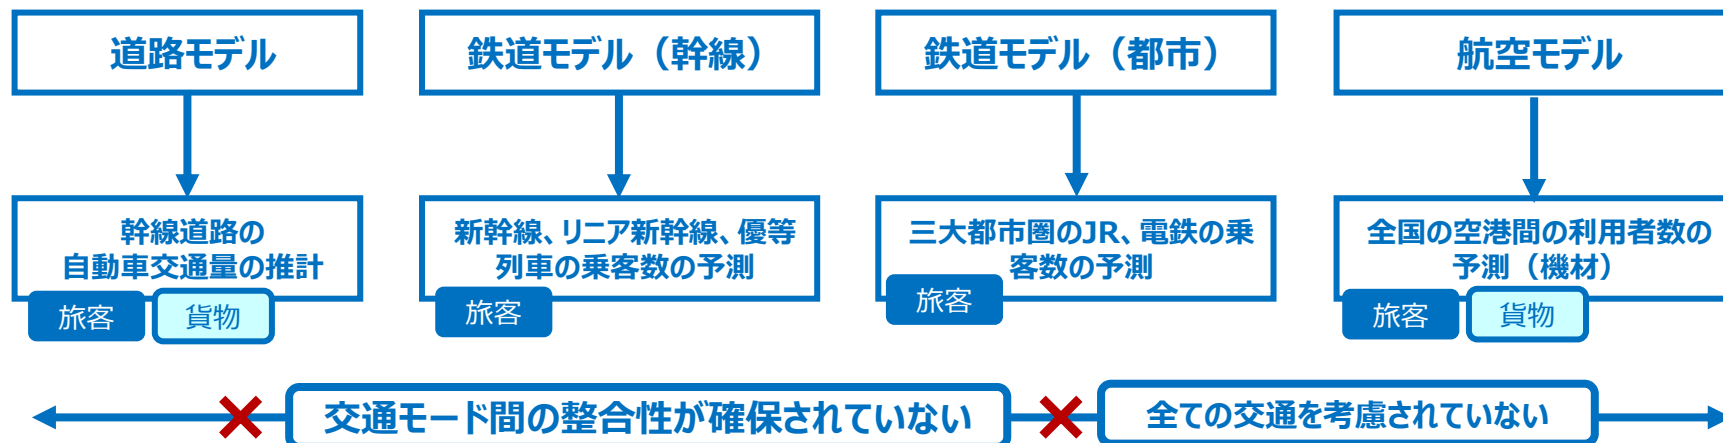 道路モデル
鉄道モデル（幹線）
鉄道モデル（都市）
航空モデル
幹線道路の
自動車交通量の推計
旅客
貨物
新幹線、リニア新幹線、優等
列車の乗客数の予測
旅客
三大都市圏のJR、電鉄の乗
客数の予測
旅客
全国の空港間の利用者数の
予測（機材）
旅客
貨物
交通モード間の整合性が確保されていない
全ての交通を考慮されていない